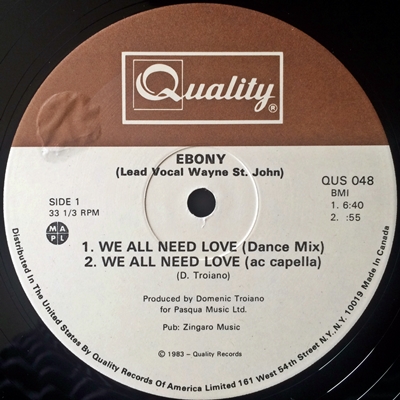 Quality®
EBONY
(Lead Vocal Wayne St. John)
SIDE 1
33 1/3 RPM
QUS 048
BMI
1. 6:40
2. :55
MAPL
1. WE ALL NEED LOVE (Dance Mix)
2. WE ALL NEED LOVE (ac capella)
(D. Troiano)
Produced by Domenic Troiano
for Pasqua Music Ltd.
Pub: Zingaro Music
© 1983 – Quality Records
Distributed In The United States By Quality Records Of America Limited 161 West 54th Street N.Y., N.Y. 10019 Made In Canada